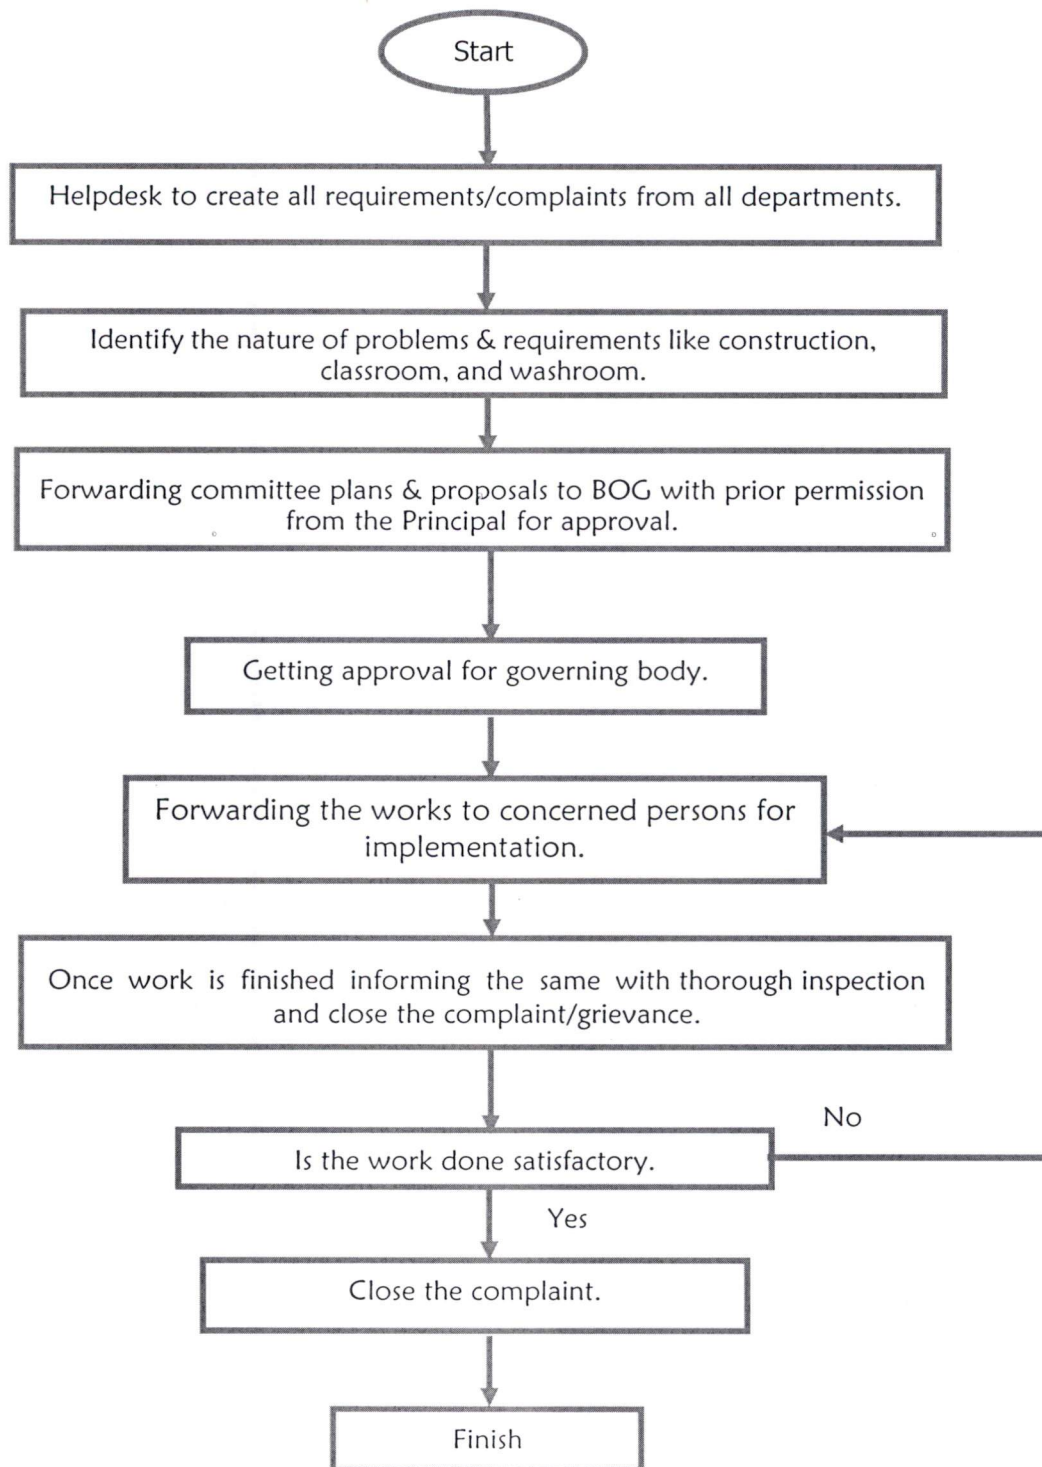 Start
Helpdesk to create all requirements/complaints from all departments.
Identify the nature of problems & requirements like construction,
classroom, and washroom.
Forwarding committee plans & proposals to BOG with prior permission
from the Principal for approval.
Getting approval for governing body.
Forwarding the works to concerned persons for
implementation.
Once work is finished informing the same with thorough inspection
and close the complaint/grievance.
No
Is the work done satisfactory.
Yes
Close the complaint.
Finish